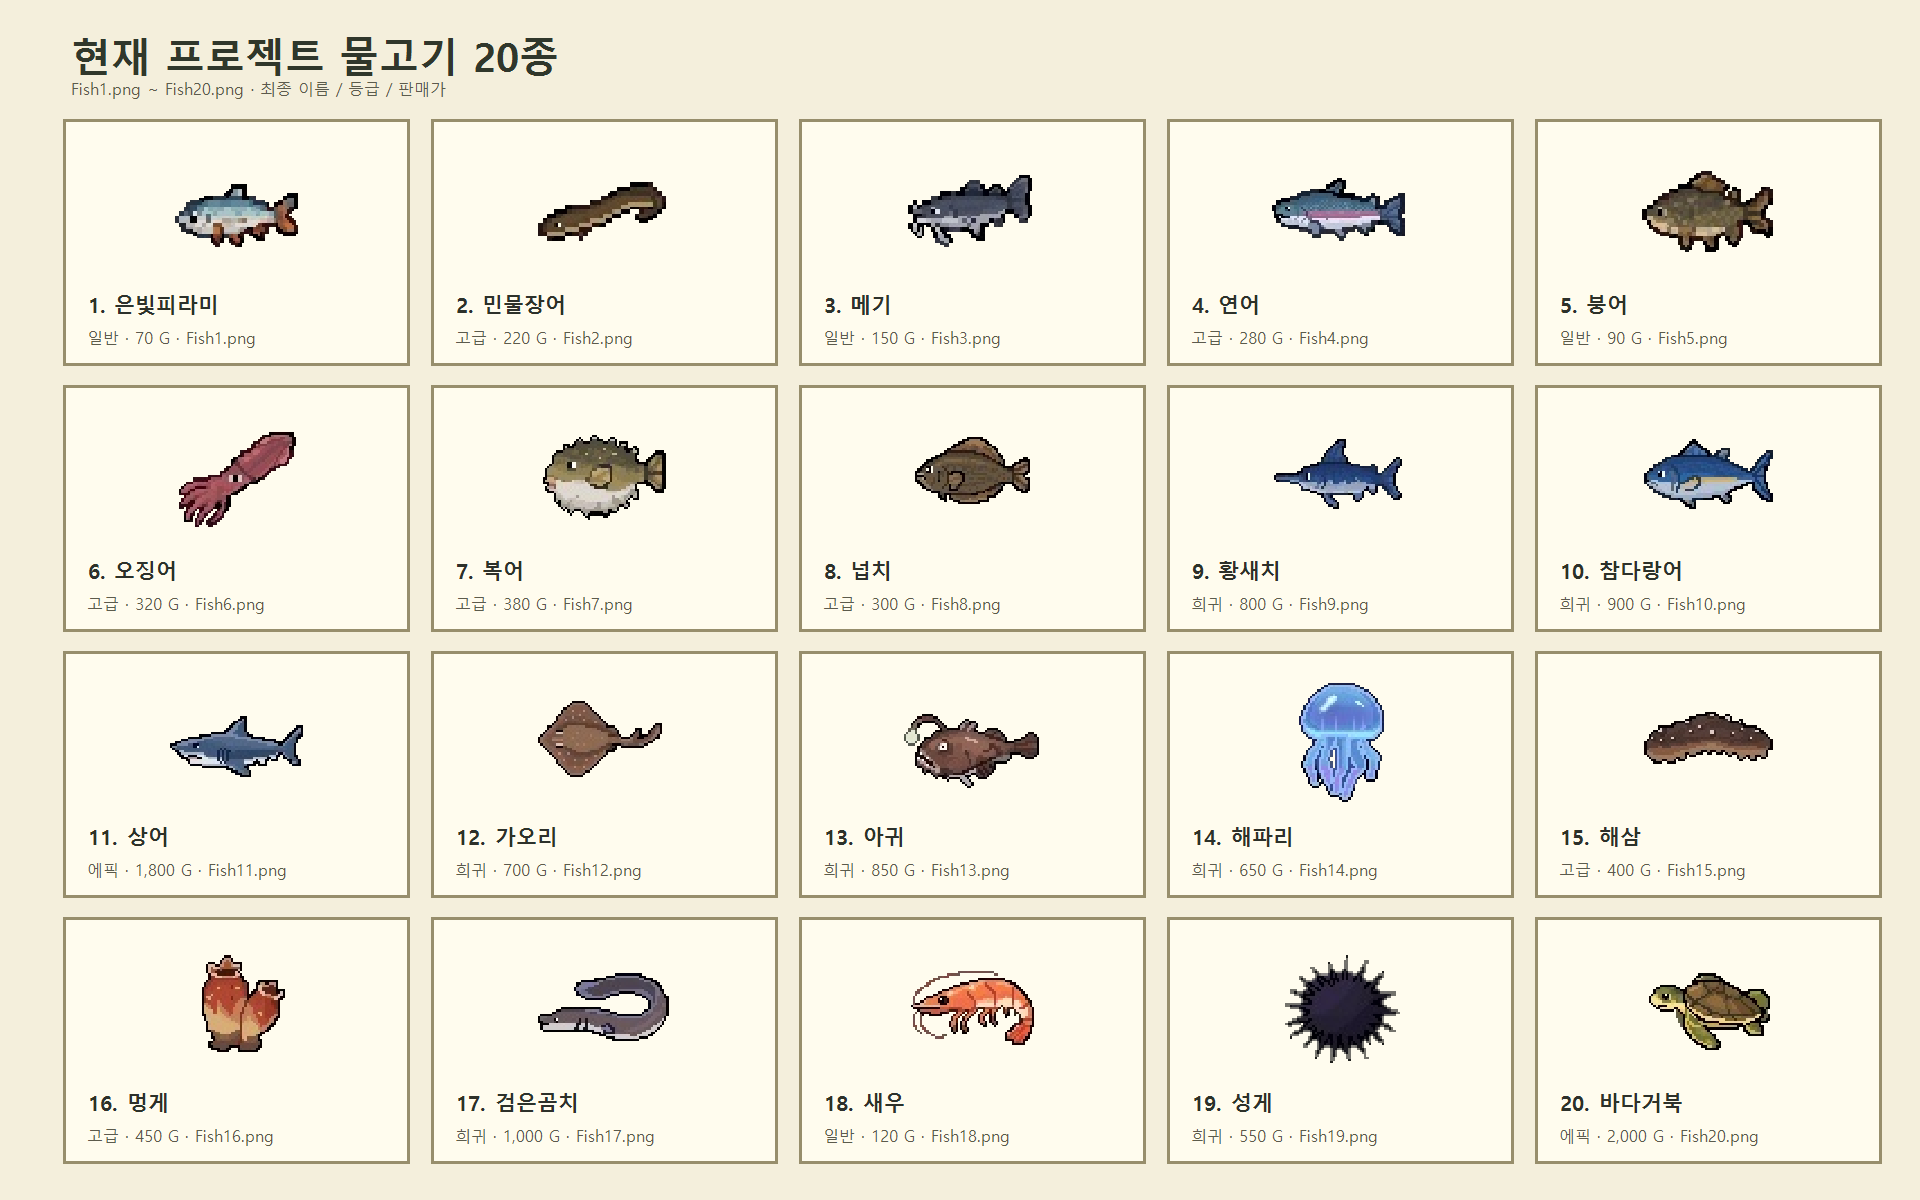 현재 프로젝트 물고기 20종
Fish1.png ~ Fish20.png · 최종 이름 / 등급 / 판매가
1. 은빛피라미
일반 · 70 G · Fish1.png
2. 민물장어
고급 · 220 G · Fish2.png
3. 메기
일반 · 150 G · Fish3.png
4. 연어
고급 · 280 G · Fish4.png
5. 붕어
일반 · 90 G · Fish5.png
6. 오징어
고급 · 320 G · Fish6.png
7. 복어
고급 · 380 G · Fish7.png
8. 넙치
고급 · 300 G · Fish8.png
9. 황새치
희귀 · 800 G · Fish9.png
10. 참다랑어
희귀 · 900 G · Fish10.png
11. 상어
에픽 · 1,800 G · Fish11.png
12. 가오리
희귀 · 700 G · Fish12.png
13. 아귀
희귀 · 850 G · Fish13.png
14. 해파리
희귀 · 650 G · Fish14.png
15. 해삼
고급 · 400 G · Fish15.png
16. 멍게
고급 · 450 G · Fish16.png
17. 검은곰치
희귀 · 1,000 G · Fish17.png
18. 새우
일반 · 120 G · Fish18.png
19. 성게
희귀 · 550 G · Fish19.png
20. 바다거북
에픽 · 2,000 G · Fish20.png